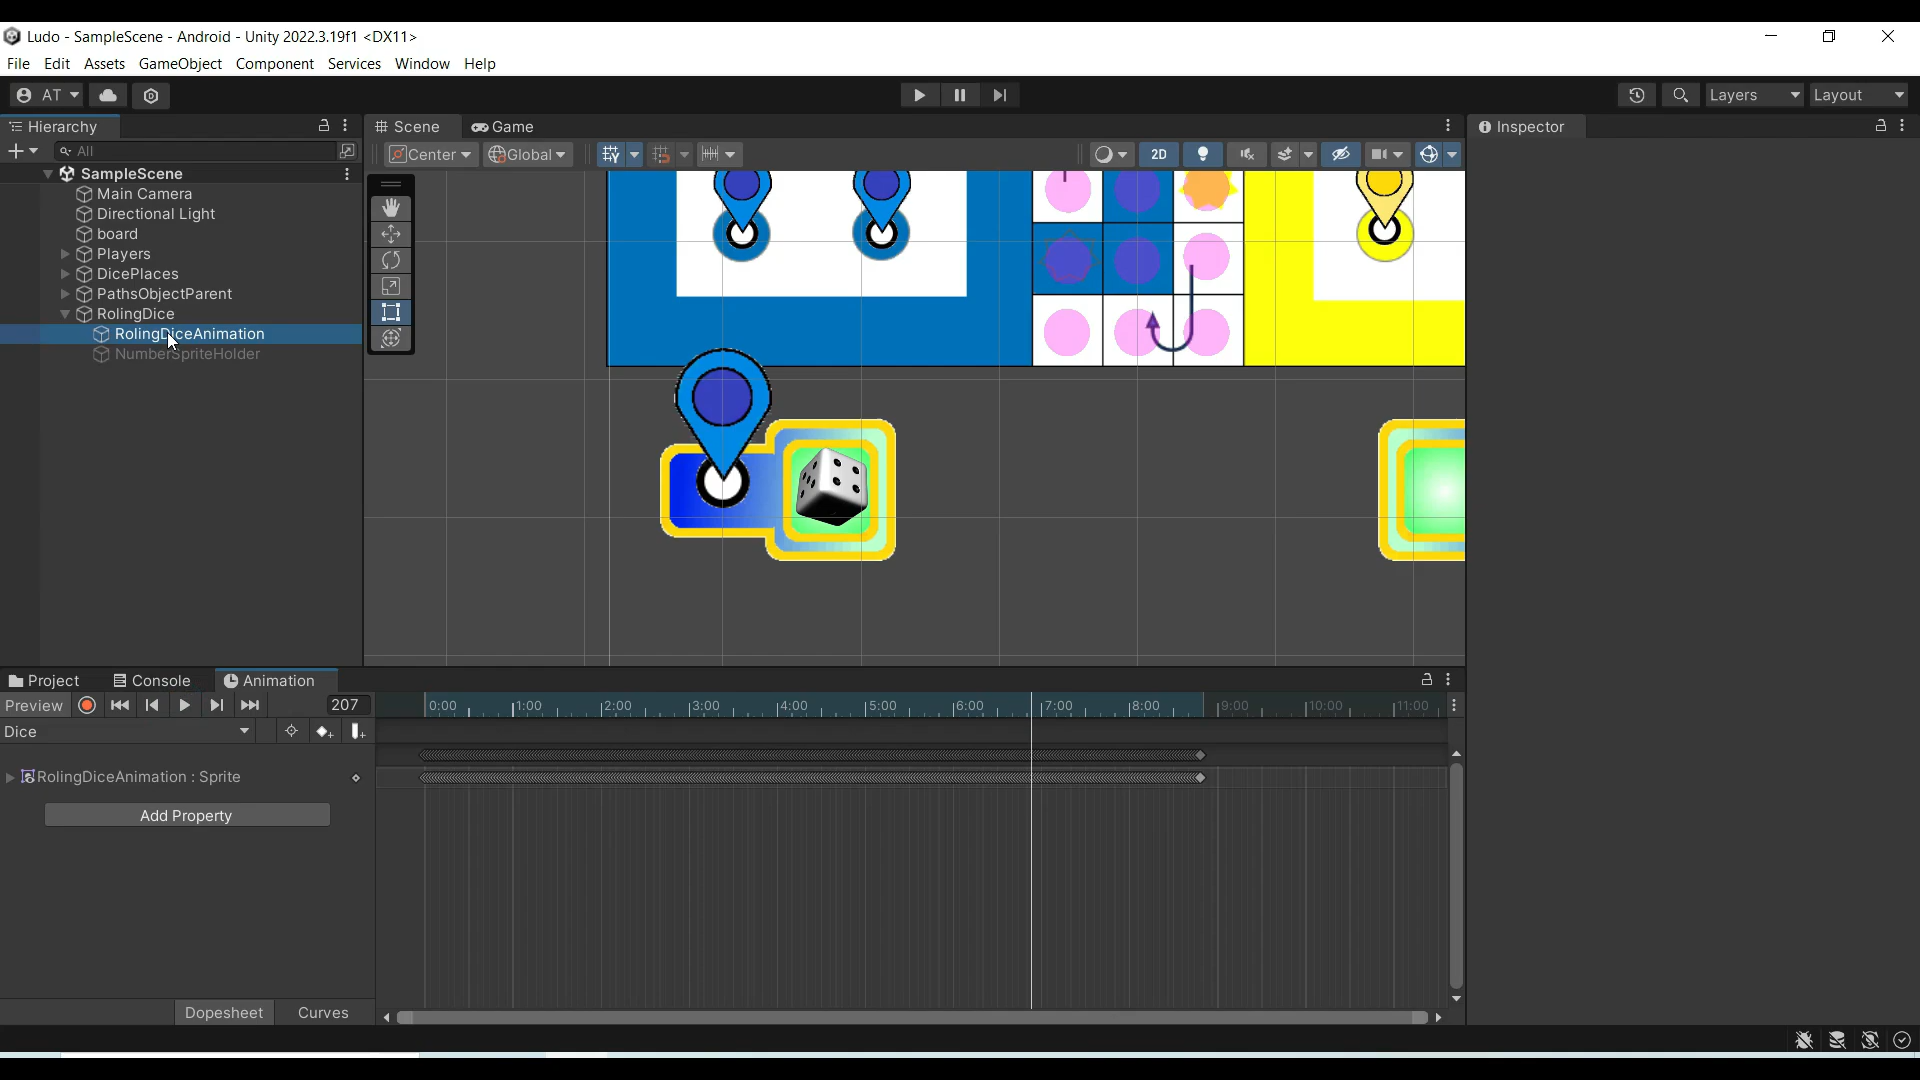 Ludo - SampleScene - Android - Unity 2022.3.19f1 <DX11>
File Edit Assets GameObject Component Services Window Help
AT Layers Layout
Hierarchy Scene Game Inspector
All Center Global 2D
SampleScene
Main Camera
Directional Light
board
Players
DicePlaces
PathsObjectParent
RolingDice
RolingDiceAnimation
NumberSpriteHolder
Project Console Animation
Preview 207 0:00 1:00 2:00 3:00 4:00 5:00 6:00 7:00 8:00 9:00 10:00 11:00
Dice
RolingDiceAnimation : Sprite
Add Property
Dopesheet Curves